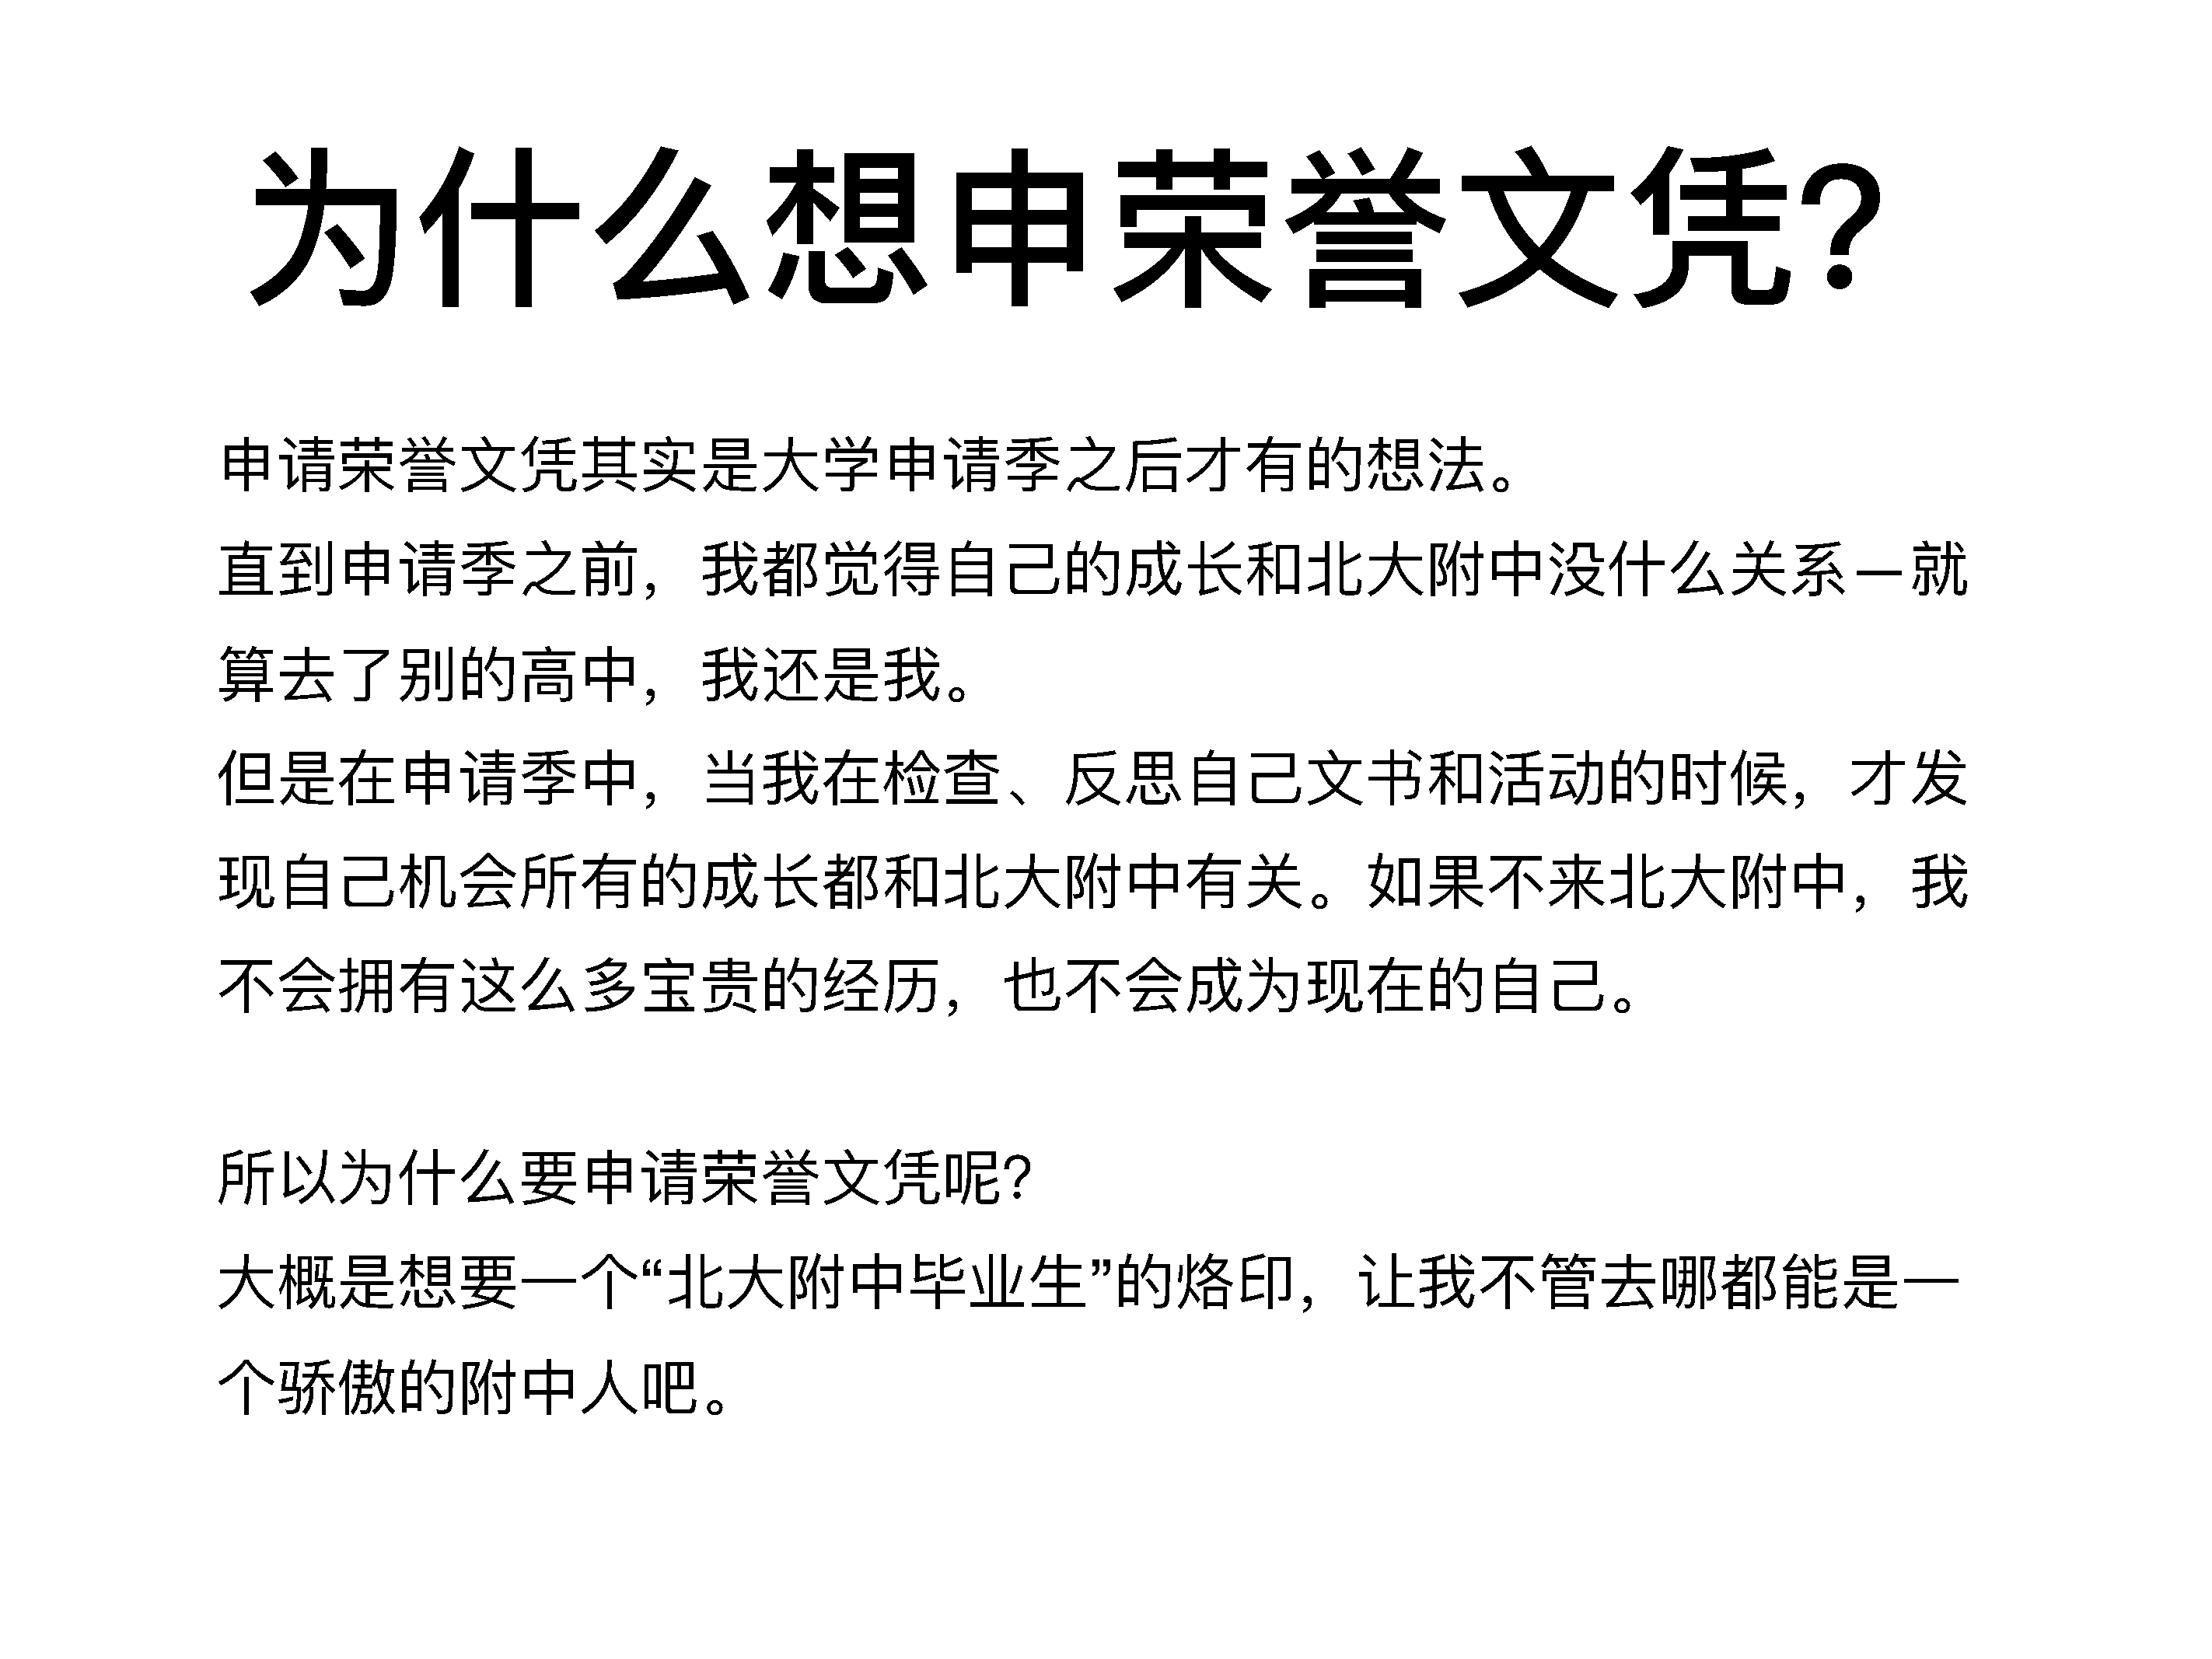 为什么想申荣誉文凭？
申请荣誉文凭其实是大学申请季之后才有的想法。
直到申请季之前，我都觉得自己的成长和北大附中没什么关系—就
算去了别的高中，我还是我。
但是在申请季中，当我在检查、反思自己文书和活动的时候，才发
现自己机会所有的成长都和北大附中有关。如果不来北大附中，我
不会拥有这么多宝贵的经历，也不会成为现在的自己。
所以为什么要申请荣誉文凭呢？
大概是想要一个“北大附中毕业生”的烙印，让我不管去哪都能是一
个骄傲的附中人吧。